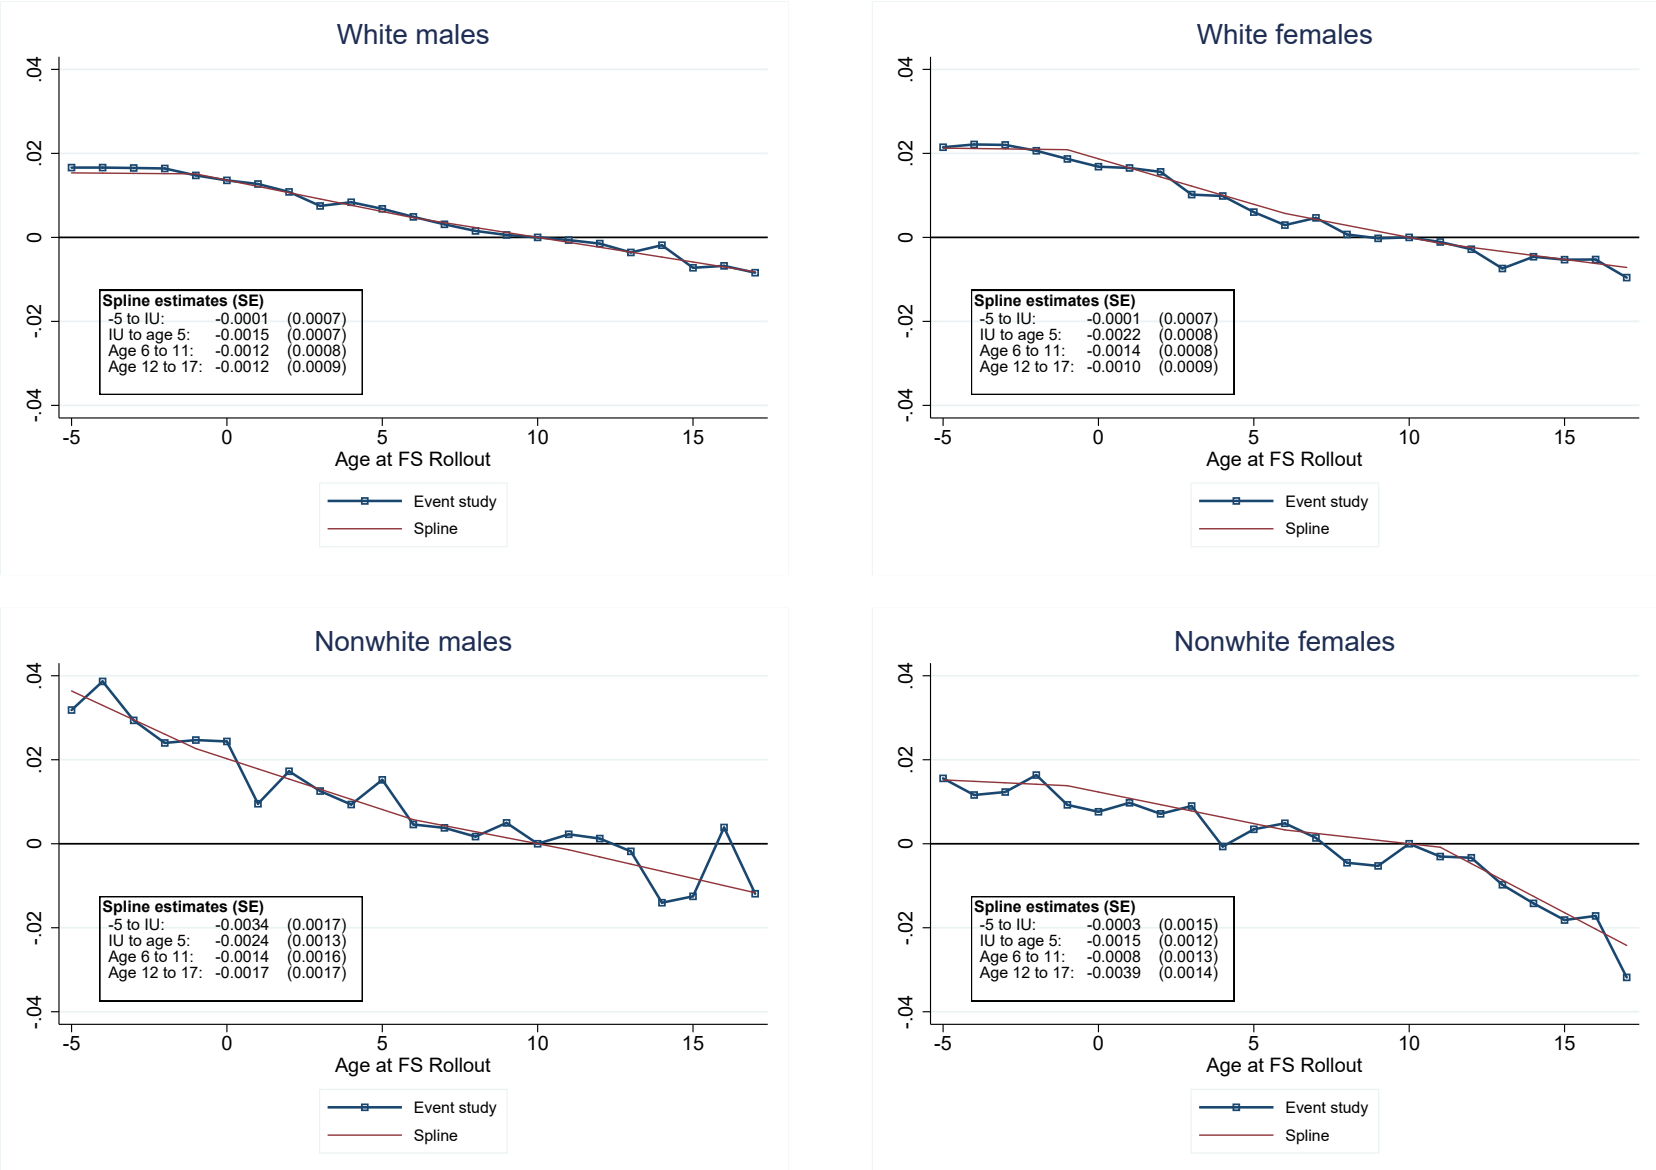 White males
.04
.02
0
-.02
-.04
Spline estimates (SE)
-5 to IU: -0.0001 (0.0007)
IU to age 5: -0.0015 (0.0007)
Age 6 to 11: -0.0012 (0.0008)
Age 12 to 17: -0.0012 (0.0009)
-5 0 5 10 15
Age at FS Rollout
Event study
Spline
White females
.04
.02
0
-.02
-.04
Spline estimates (SE)
-5 to IU: -0.0001 (0.0007)
IU to age 5: -0.0022 (0.0008)
Age 6 to 11: -0.0014 (0.0008)
Age 12 to 17: -0.0010 (0.0009)
-5 0 5 10 15
Age at FS Rollout
Event study
Spline
Nonwhite males
.04
.02
0
-.02
-.04
Spline estimates (SE)
-5 to IU: -0.0034 (0.0017)
IU to age 5: -0.0024 (0.0013)
Age 6 to 11: -0.0014 (0.0016)
Age 12 to 17: -0.0017 (0.0017)
-5 0 5 10 15
Age at FS Rollout
Event study
Spline
Nonwhite females
.04
.02
0
-.02
-.04
Spline estimates (SE)
-5 to IU: -0.0003 (0.0015)
IU to age 5: -0.0015 (0.0012)
Age 6 to 11: -0.0008 (0.0013)
Age 12 to 17: -0.0039 (0.0014)
-5 0 5 10 15
Age at FS Rollout
Event study
Spline